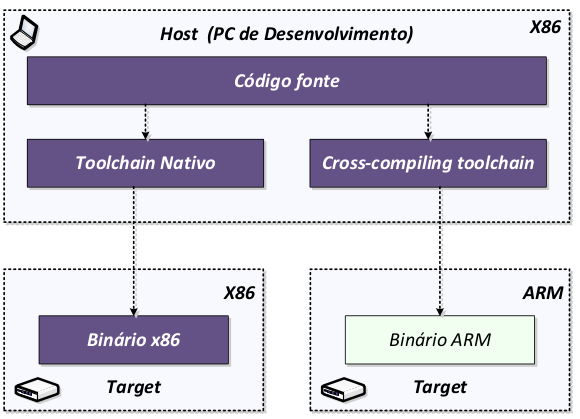 Host  (PC de Desenvolvimento)
X86
Código fonte
Toolchain Nativo
Cross-compiling toolchain
X86
Binário x86
Target
ARM
Binário ARM
Target